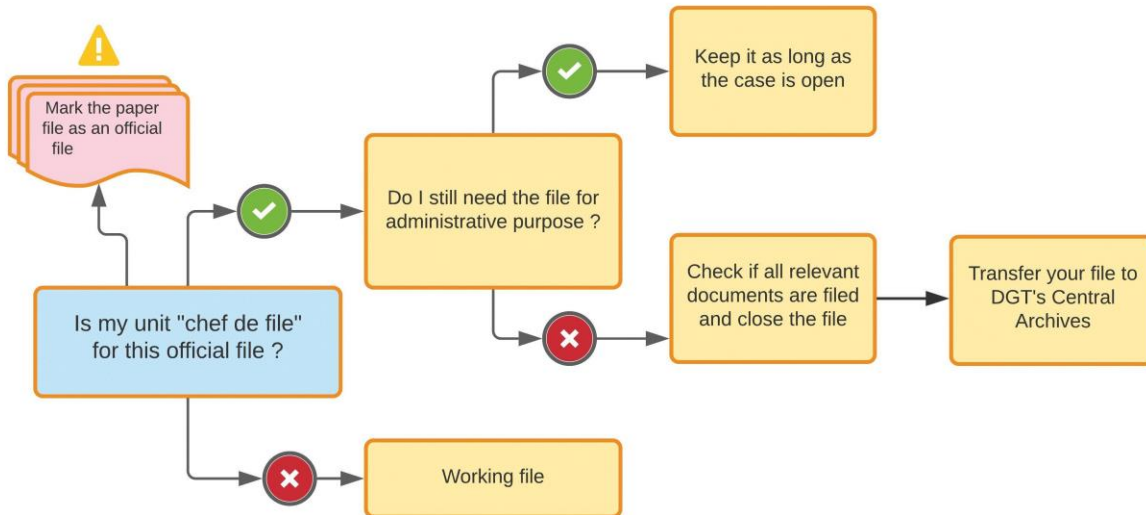 Mark the paper
file as an official
file
Keep it as long as
the case is open
Do I still need the file for
administrative purpose ?
Is my unit "chef de file"
for this official file ?
Check if all relevant
documents are filed
and close the file
Transfer your file to
DGT's Central
Archives
Working file